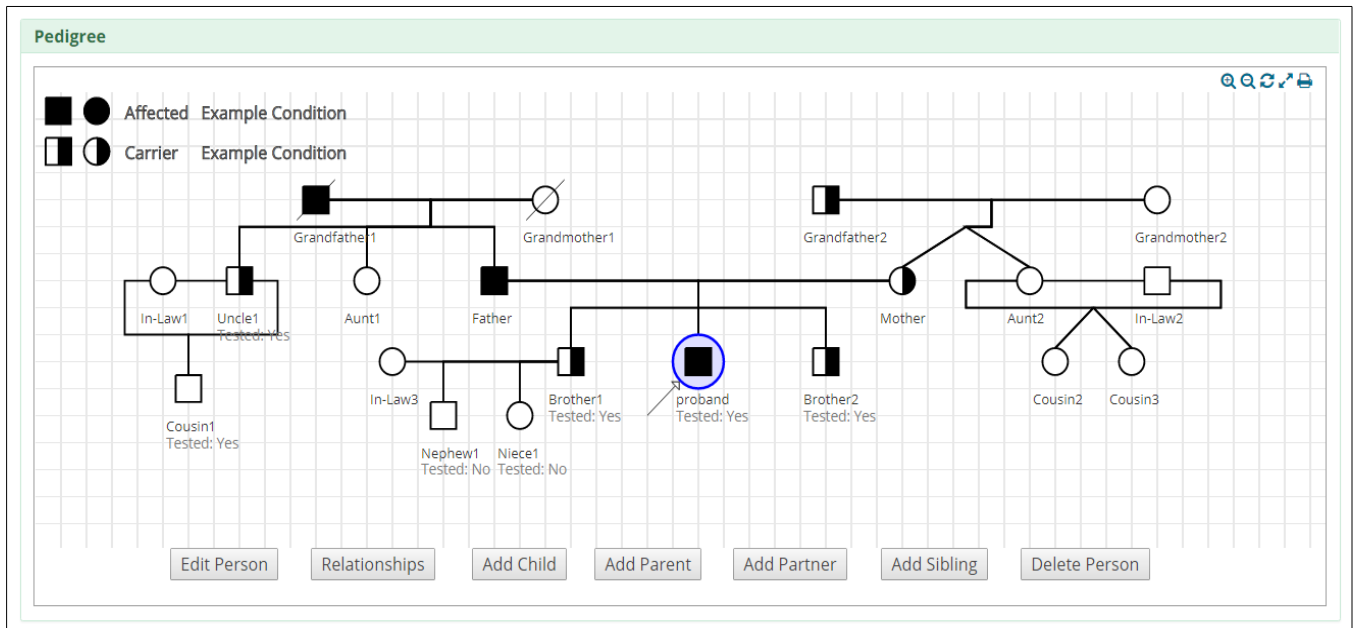 Pedigree
Affected Example Condition
Carrier Example Condition
Grandfather1 Grandmother1 Grandfather2 Grandmother2
In-Law1 Uncle1 Aunt1 Father Mother Aunt2 In-Law2
Tested: Yes
In-Law3 Brother1 proband Brother2 Cousin2 Cousin3
Tested: Yes Tested: Yes Tested: Yes
Cousin1
Tested: Yes
Nephew1 Niece1
Tested: No Tested: No
Edit Person Relationships Add Child Add Parent Add Partner Add Sibling Delete Person